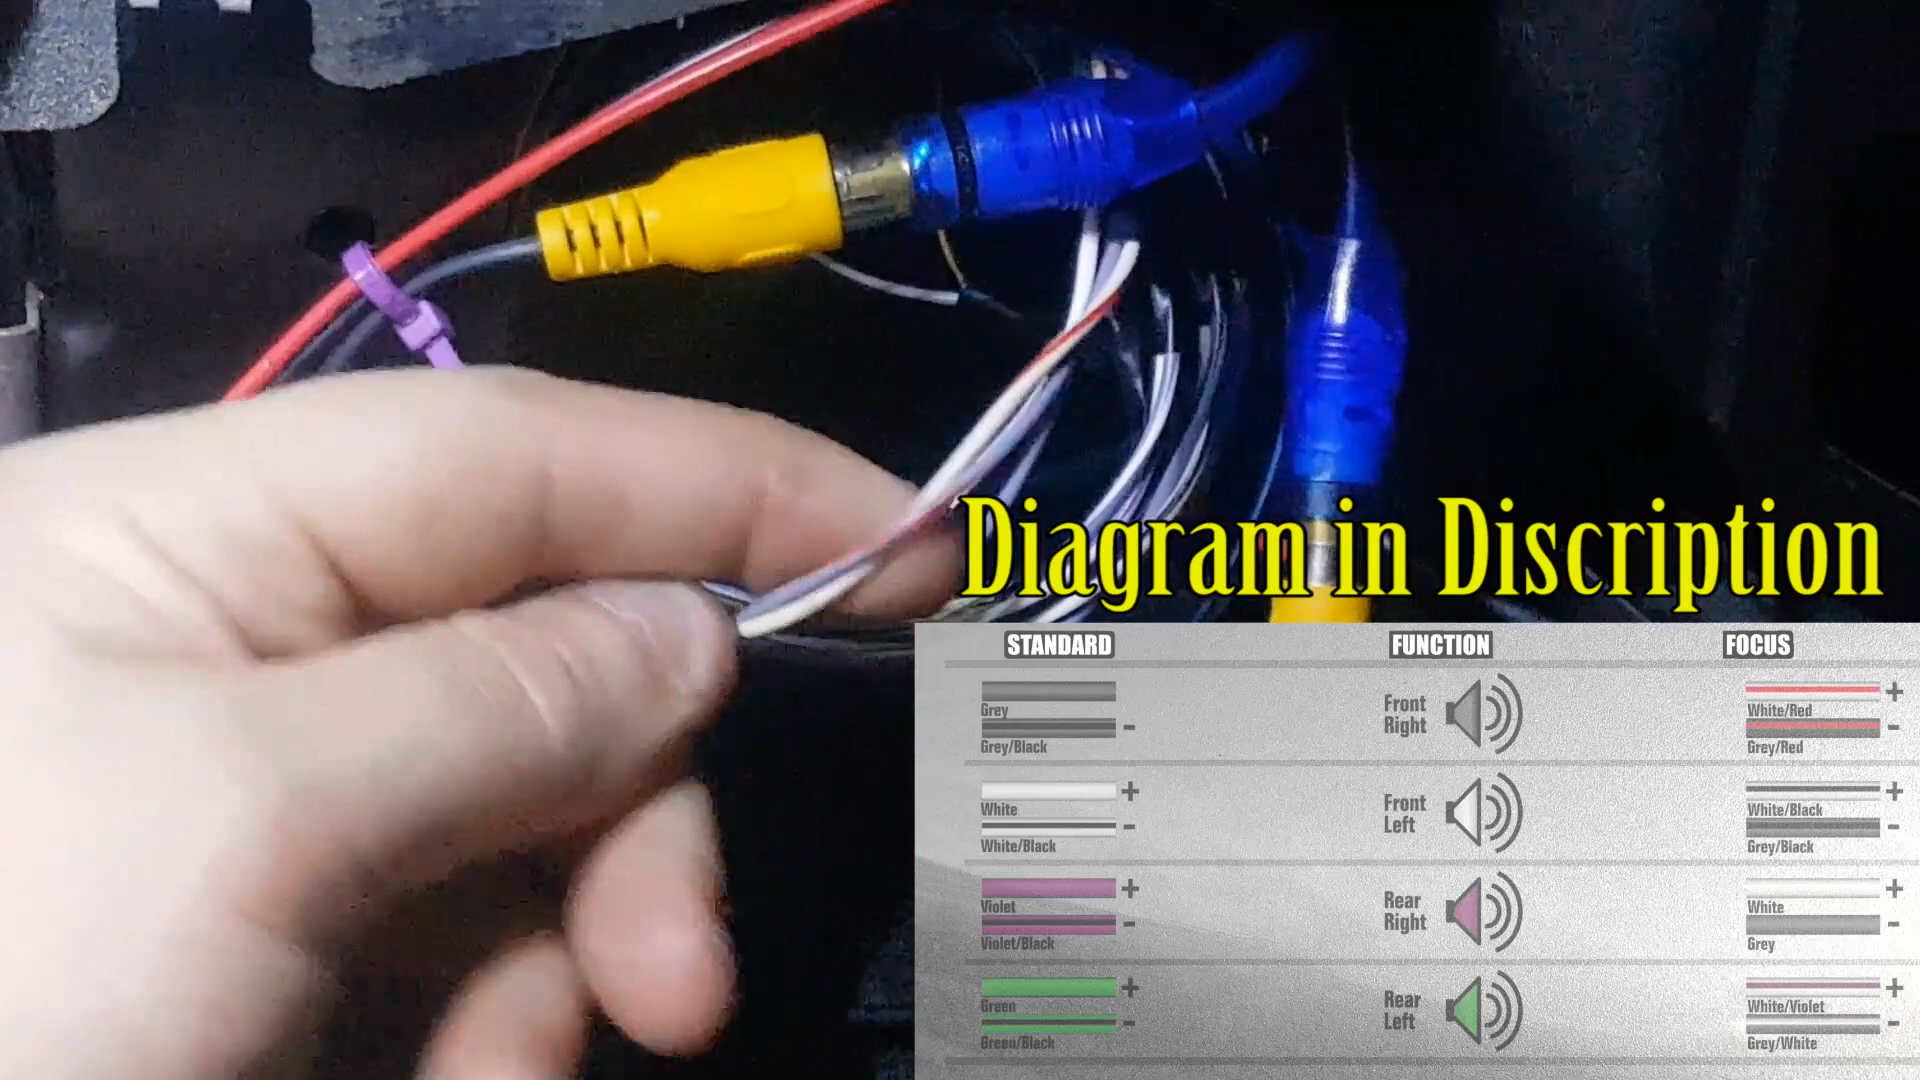 Diagram in Discription
STANDARD FUNCTION FOCUS
Grey
Grey/Black -
Front
Right
White/Red +
Grey/Red -
White +
White/Black -
Front
Left
White/Black +
Grey/Black -
Violet +
Violet/Black -
Rear
Right
White +
Grey -
Green +
Green/Black -
Rear
Left
White/Violet +
Grey/White -